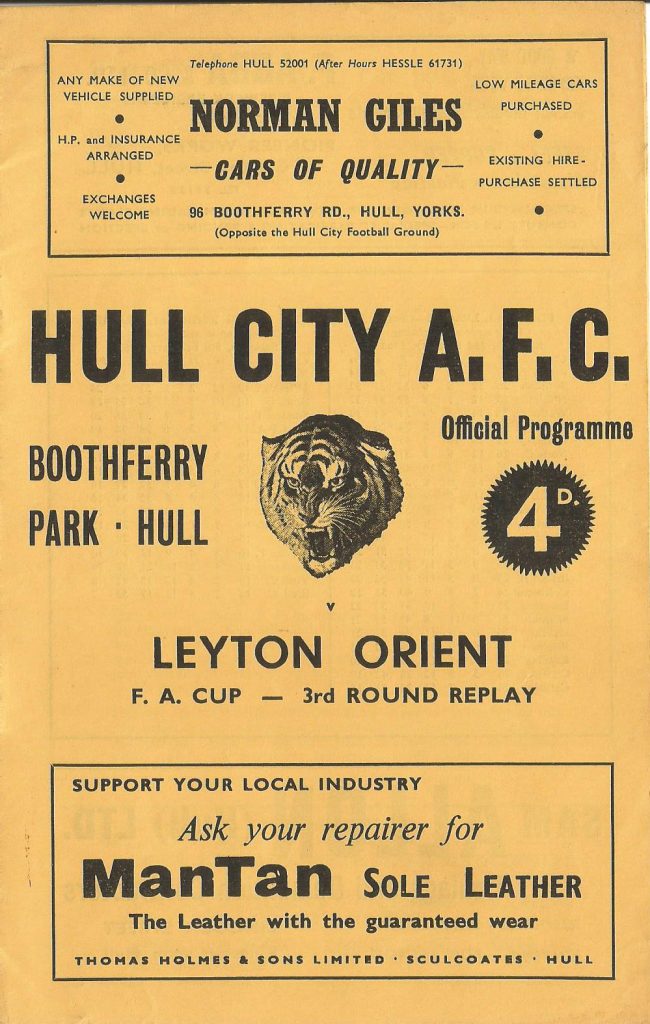 Telephone HULL 52001 (After Hours HESSLE 61731)
ANY MAKE OF NEW
VEHICLE SUPPLIED
H.P. and INSURANCE
ARRANGED
EXCHANGES
WELCOME
NORMAN GILES
—CARS OF QUALITY—
96 BOOTHFERRY RD., HULL, YORKS.
(Opposite the Hull City Football Ground)
LOW MILEAGE CARS
PURCHASED
EXISTING HIRE-
PURCHASE SETTLED
HULL CITY A.F.C.
BOOTHFERRY
PARK · HULL
Official Programme
4D.
v
LEYTON ORIENT
F. A. CUP — 3rd ROUND REPLAY
SUPPORT YOUR LOCAL INDUSTRY
Ask your repairer for
ManTan SOLE LEATHER
The Leather with the guaranteed wear
THOMAS HOLMES & SONS LIMITED · SCULCOATES · HULL